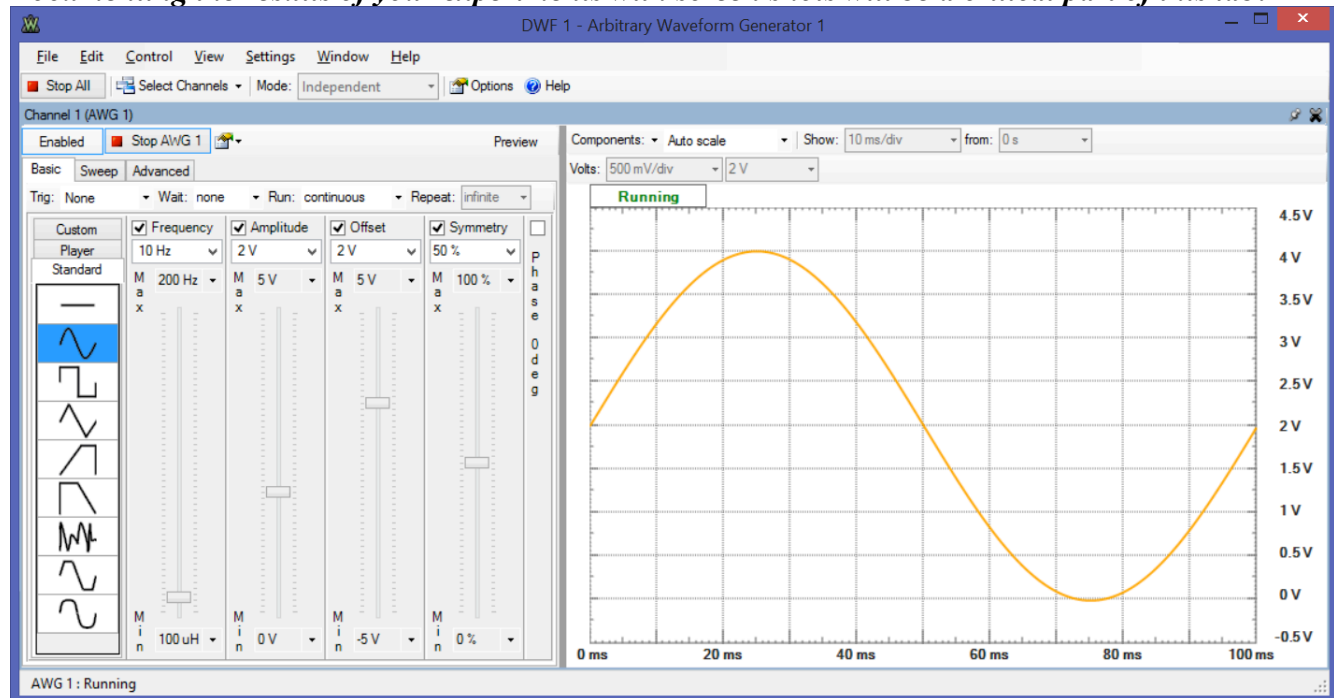 DWF 1 - Arbitrary Waveform Generator 1
File Edit Control View Settings Window Help
Stop All Select Channels Mode: Independent Options Help
Channel 1 (AWG 1)
Enabled Stop AWG 1 Preview
Basic Sweep Advanced
Trig: None Wait: none Run: continuous Repeat: infinite
Custom
Player
Standard
Frequency
10 Hz
Max 200 Hz
Min 100 uH
Amplitude
2 V
Max 5 V
Min 0 V
Offset
2 V
Max 5 V
Min -5 V
Symmetry
50 %
Max 100 %
Min 0 %
Phase 0deg
Components: Auto scale Show: 10 ms/div from: 0 s
Volts: 500 mV/div 2 V
Running
4.5 V
4 V
3.5 V
3 V
2.5 V
2 V
1.5 V
1 V
0.5 V
0 V
-0.5 V
0 ms 20 ms 40 ms 60 ms 80 ms 100 ms
AWG 1 : Running